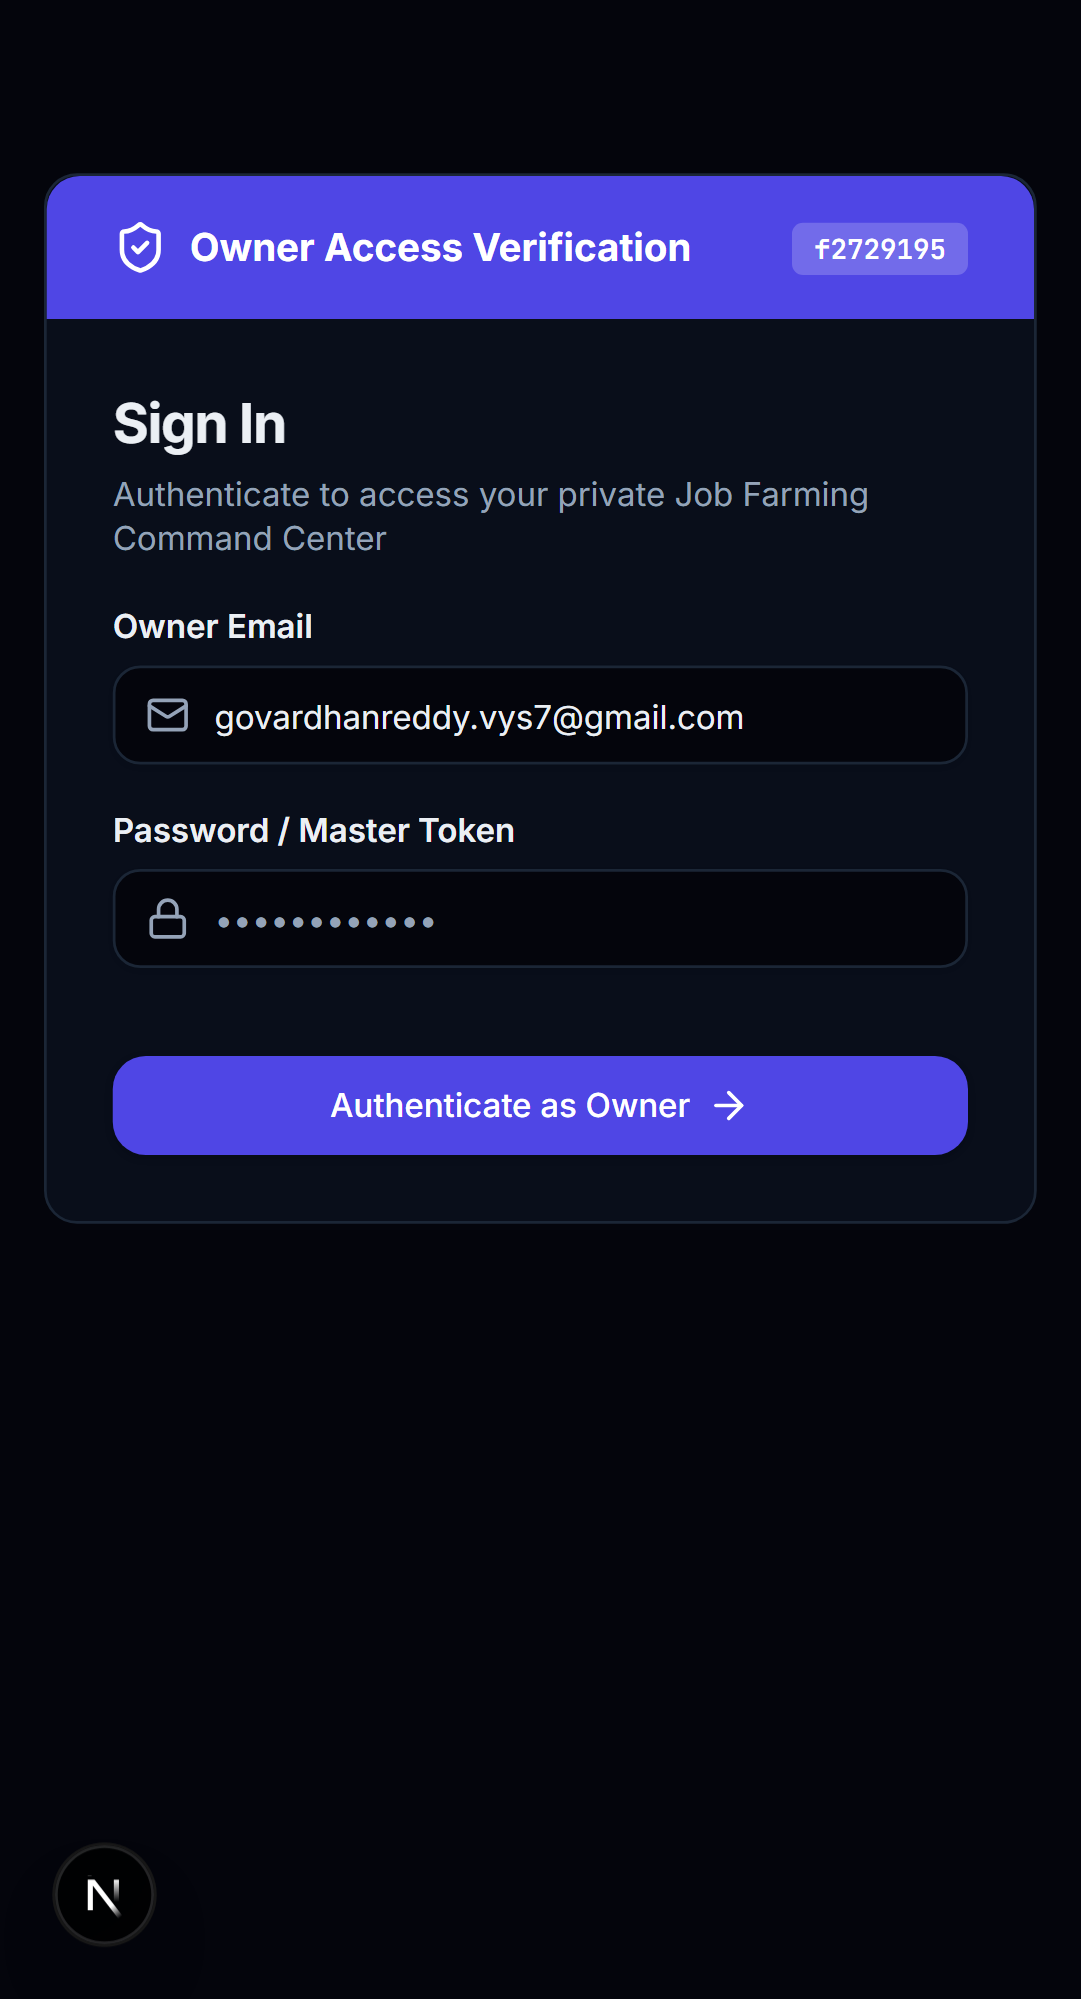 Owner Access Verification
f2729195
Sign In
Authenticate to access your private Job Farming
Command Center
Owner Email
govardhanreddy.vys7@gmail.com
Password / Master Token
••••••••••••
Authenticate as Owner →
N